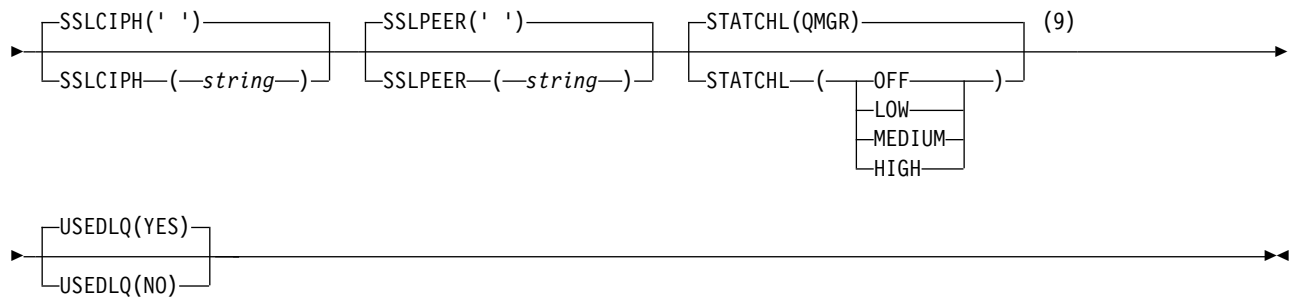 SSLCIPH(' ') SSLPEER(' ') STATCHL(QMGR) (9)
SSLCIPH ( string ) SSLPEER ( string ) STATCHL ( OFF )
LOW
MEDIUM
HIGH
USEDLQ(YES)
USEDLQ(NO)